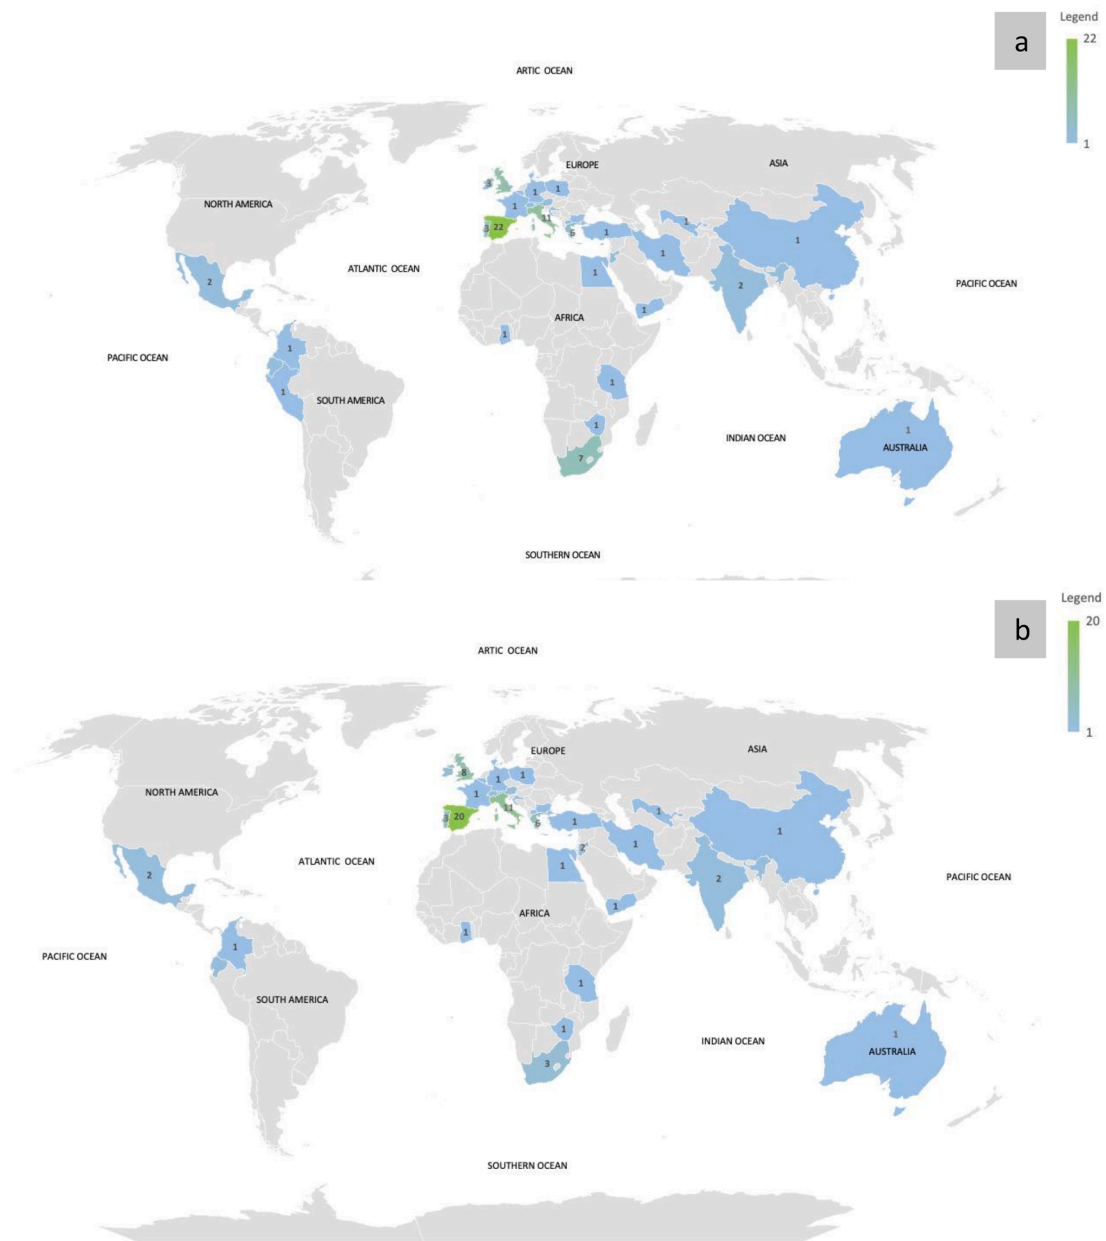 Legend
a
22
ARTIC OCEAN
1
EUROPE
ASIA
3
1
1
NORTH AMERICA
1
11
3
22
5
1
1
1
1
ATLANTIC OCEAN
1
2
2
PACIFIC OCEAN
1
AFRICA
1
1
PACIFIC OCEAN
1
1
SOUTH AMERICA
1
1
INDIAN OCEAN
AUSTRALIA
7
SOUTHERN OCEAN
Legend
b
20
ARTIC OCEAN
1
EUROPE
ASIA
8
1
1
NORTH AMERICA
1
11
3
20
5
1
1
1
2
1
ATLANTIC OCEAN
1
2
2
PACIFIC OCEAN
1
AFRICA
1
1
PACIFIC OCEAN
1
SOUTH AMERICA
1
1
INDIAN OCEAN
AUSTRALIA
3
SOUTHERN OCEAN